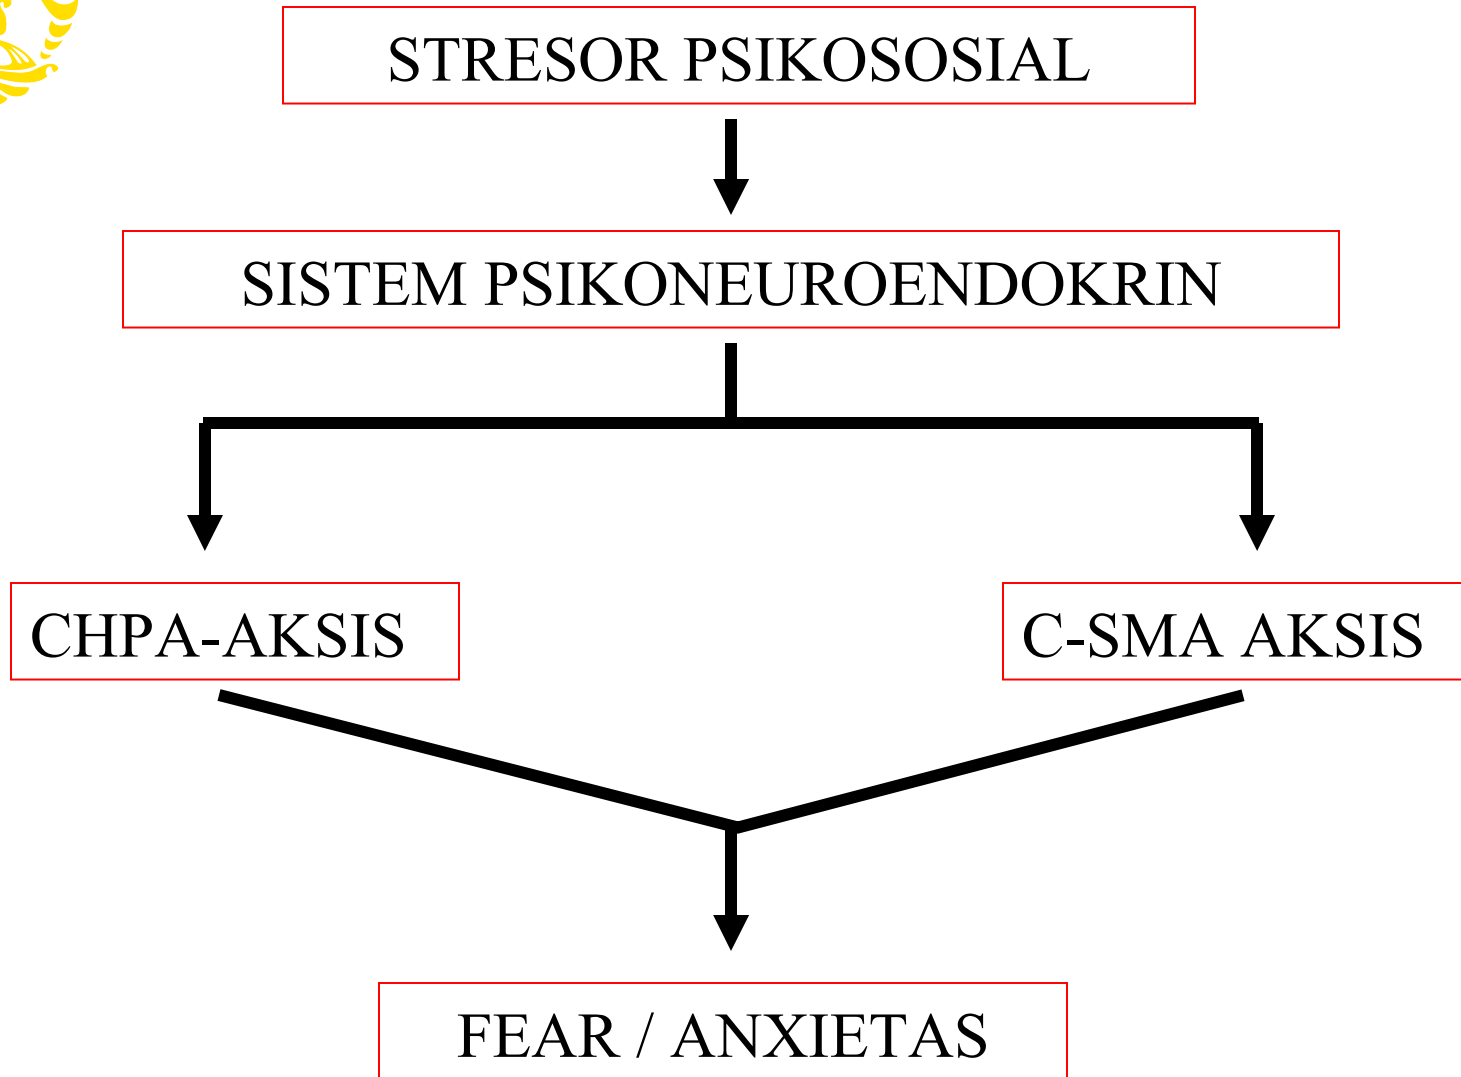 STRESOR PSIKOSOSIAL
SISTEM PSIKONEUROENDOKRIN
CHPA-AKSIS
C-SMA AKSIS
FEAR / ANXIETAS